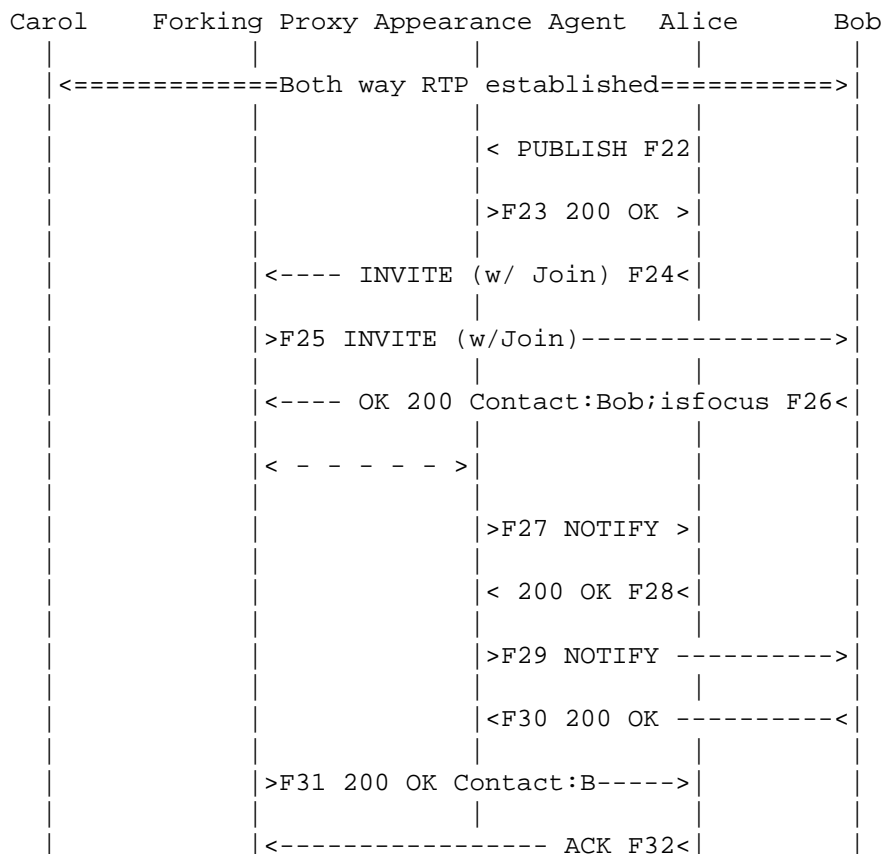 Carol    Forking Proxy Appearance Agent  Alice      Bob
  |            |             |             |         |
  |<=============Both way RTP established===========>|
  |            |             |             |         |
  |            |             |< PUBLISH F22|         |
  |            |             |             |         |
  |            |             |>F23 200 OK >|         |
  |            |             |             |         |
  |            |<---- INVITE (w/ Join) F24<|         |
  |            |             |             |         |
  |            |>F25 INVITE (w/Join)---------------->|
  |            |             |             |         |
  |            |<---- OK 200 Contact:Bob;isfocus F26<|
  |            |             |             |         |
  |            |< - - - - - >|             |         |
  |            |             |             |         |
  |            |             |>F27 NOTIFY >|         |
  |            |             |             |         |
  |            |             |< 200 OK F28<|         |
  |            |             |             |         |
  |            |             |>F29 NOTIFY ---------->|
  |            |             |             |         |
  |            |             |<F30 200 OK ----------<|
  |            |             |             |         |
  |            |>F31 200 OK Contact:B----->|         |
  |            |             |             |         |
  |            |<----------------- ACK F32<|         |